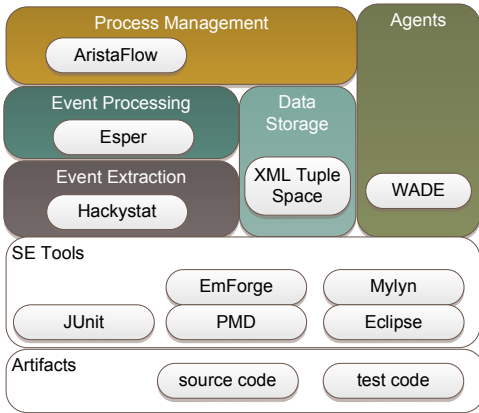 Process Management
Agents
AristaFlow
Event Processing
Data
Storage
Esper
Event Extraction
XML Tuple
Space
WADE
Hackystat
SE Tools
EmForge
Mylyn
JUnit
PMD
Eclipse
Artifacts
source code
test code